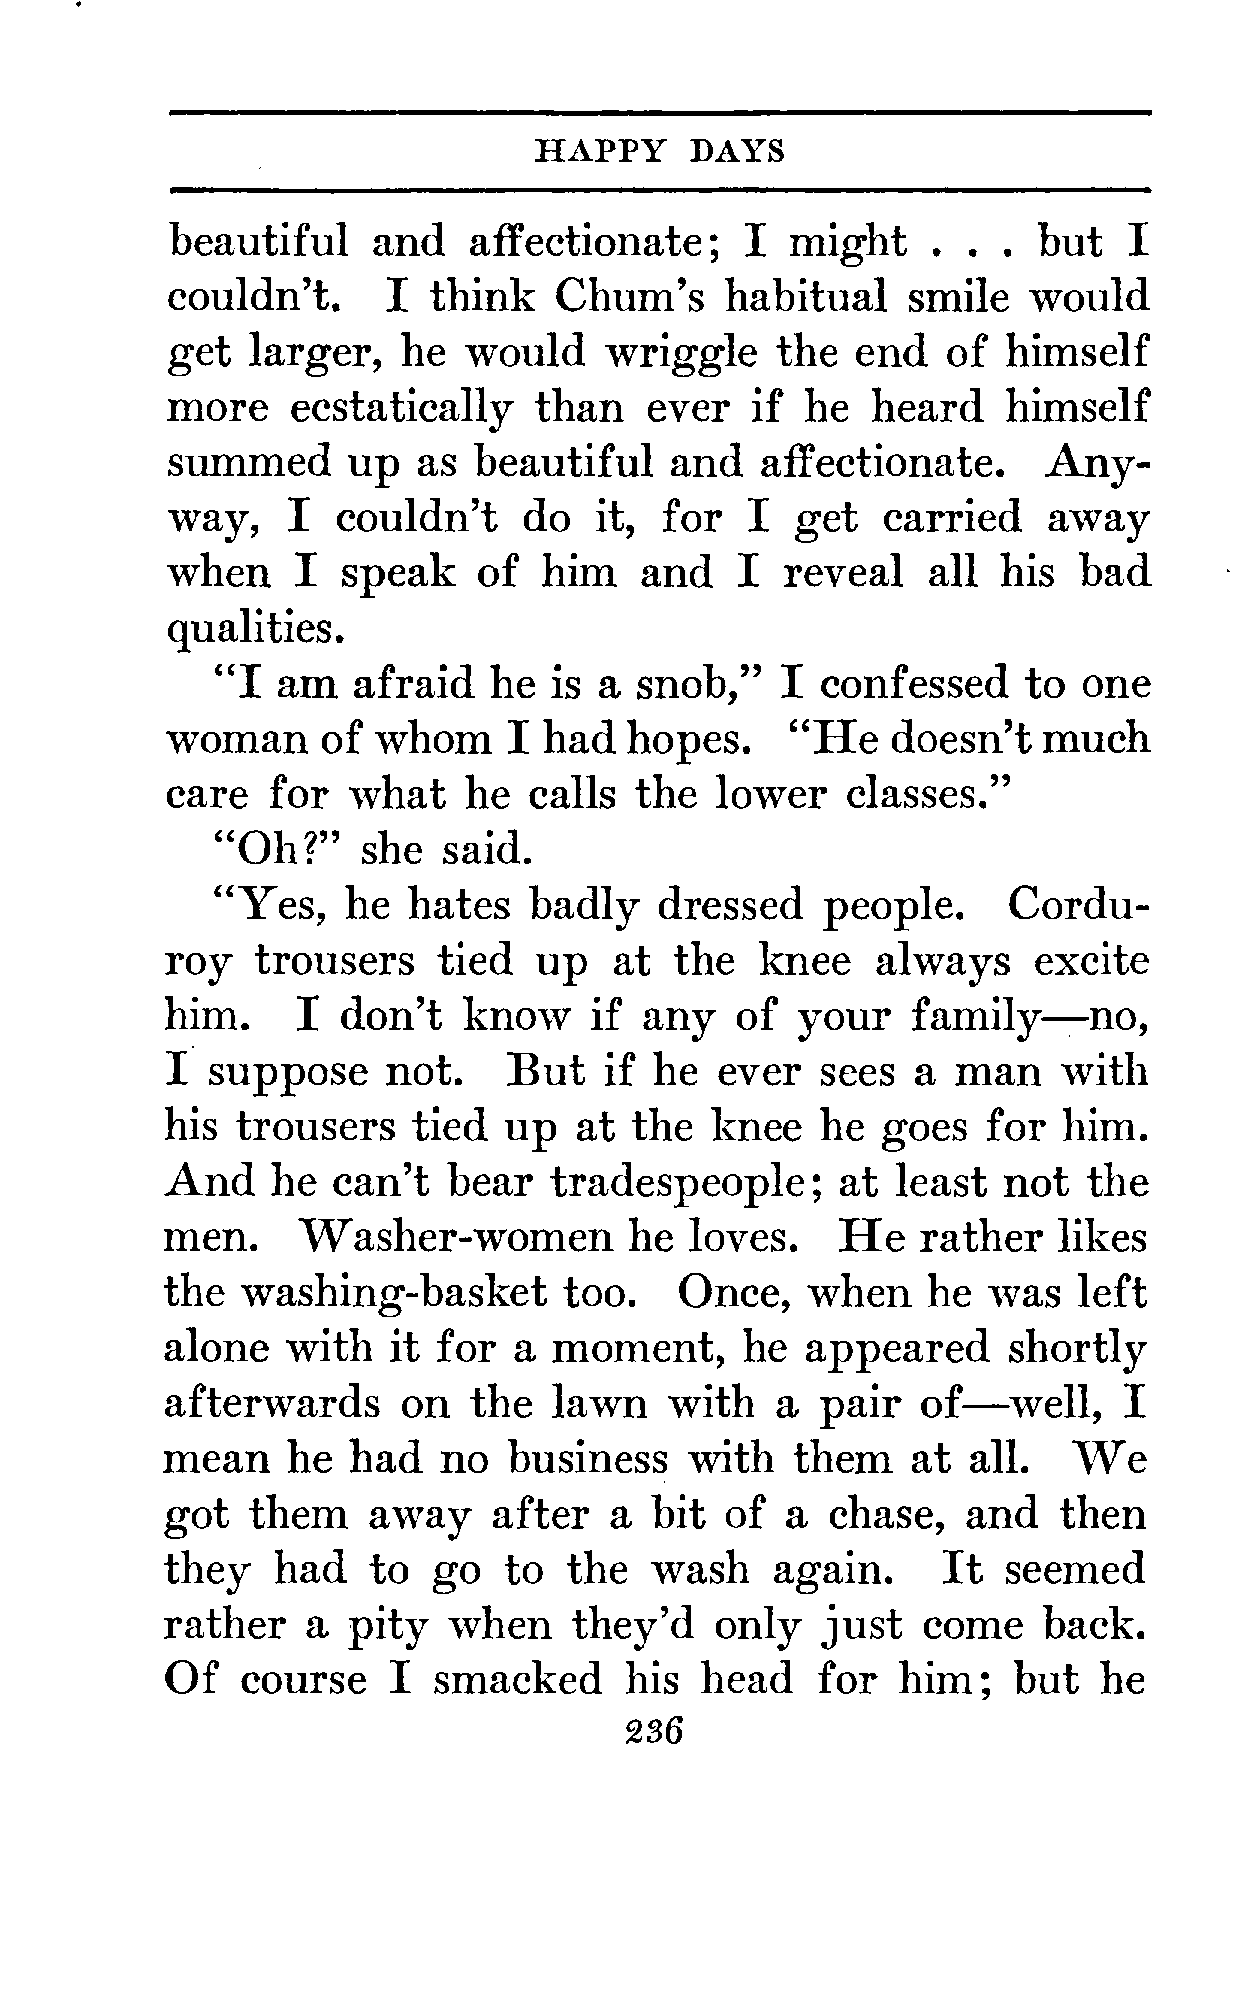 HAPPY DAYS
beautiful and affectionate; I might . . . but I
couldn't. I think Chum's habitual smile would
get larger, he would wriggle the end of himself
more ecstatically than ever if he heard himself
summed up as beautiful and affectionate. Any-
way, I couldn't do it, for I get carried away
when I speak of him and I reveal all his bad
qualities.
"I am afraid he is a snob," I confessed to one
woman of whom I had hopes. "He doesn't much
care for what he calls the lower classes."
"Oh?" she said.
"Yes, he hates badly dressed people. Cordu-
roy trousers tied up at the knee always excite
him. I don't know if any of your family—no,
I suppose not. But if he ever sees a man with
his trousers tied up at the knee he goes for him.
And he can't bear tradespeople; at least not the
men. Washer-women he loves. He rather likes
the washing-basket too. Once, when he was left
alone with it for a moment, he appeared shortly
afterwards on the lawn with a pair of—well, I
mean he had no business with them at all. We
got them away after a bit of a chase, and then
they had to go to the wash again. It seemed
rather a pity when they'd only just come back.
Of course I smacked his head for him; but he
236